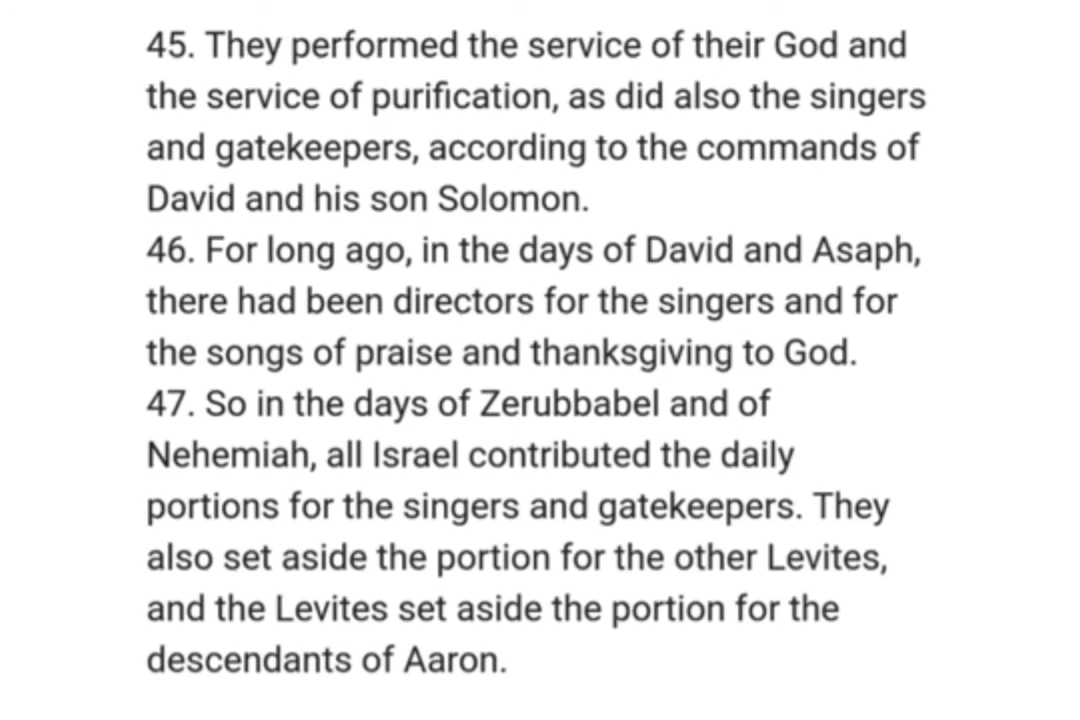 45. They performed the service of their God and
the service of purification, as did also the singers
and gatekeepers, according to the commands of
David and his son Solomon.
46. For long ago, in the days of David and Asaph,
there had been directors for the singers and for
the songs of praise and thanksgiving to God.
47. So in the days of Zerubbabel and of
Nehemiah, all Israel contributed the daily
portions for the singers and gatekeepers. They
also set aside the portion for the other Levites,
and the Levites set aside the portion for the
descendants of Aaron.